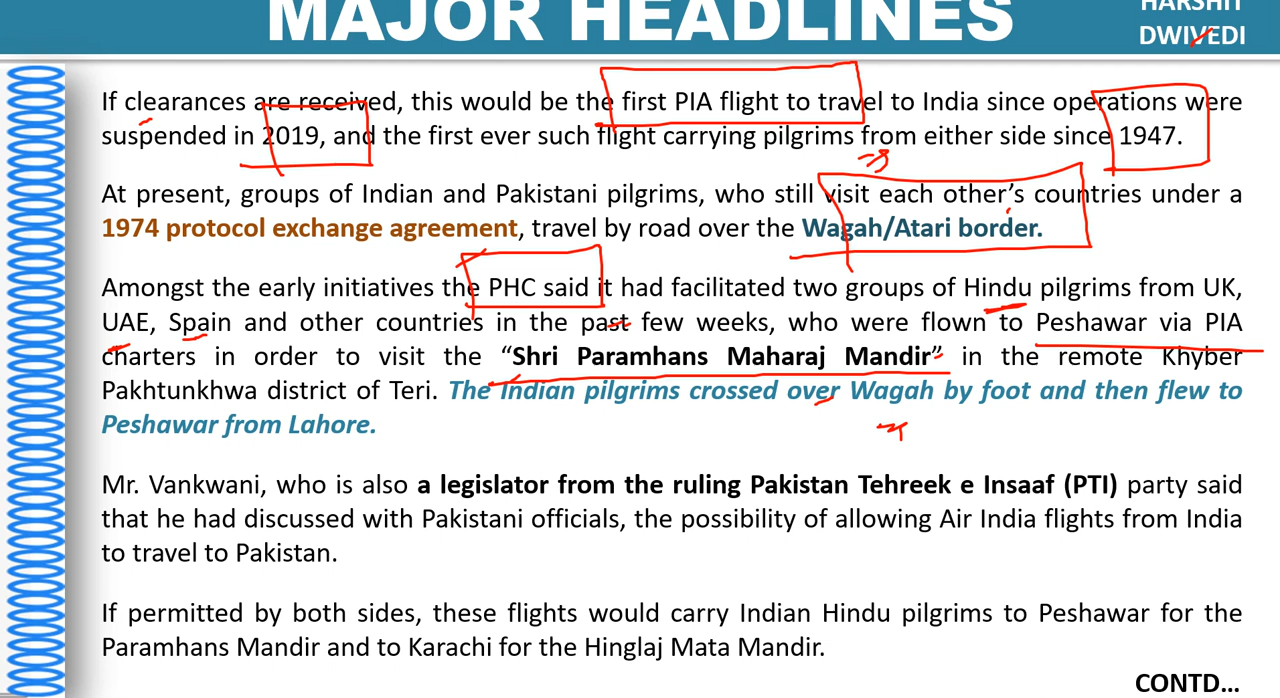 MAJOR HEADLINES
HARSHIT
DWIVEDI
If clearances are received, this would be the first PIA flight to travel to India since operations were
suspended in 2019, and the first ever such flight carrying pilgrims from either side since 1947.
At present, groups of Indian and Pakistani pilgrims, who still visit each other’s countries under a
1974 protocol exchange agreement, travel by road over the Wagah/Atari border.
Amongst the early initiatives the PHC said it had facilitated two groups of Hindu pilgrims from UK,
UAE, Spain and other countries in the past few weeks, who were flown to Peshawar via PIA
charters in order to visit the “Shri Paramhans Maharaj Mandir” in the remote Khyber
Pakhtunkhwa district of Teri. The Indian pilgrims crossed over Wagah by foot and then flew to
Peshawar from Lahore.
Mr. Vankwani, who is also a legislator from the ruling Pakistan Tehreek e Insaaf (PTI) party said
that he had discussed with Pakistani officials, the possibility of allowing Air India flights from India
to travel to Pakistan.
If permitted by both sides, these flights would carry Indian Hindu pilgrims to Peshawar for the
Paramhans Mandir and to Karachi for the Hinglaj Mata Mandir.
CONTD...